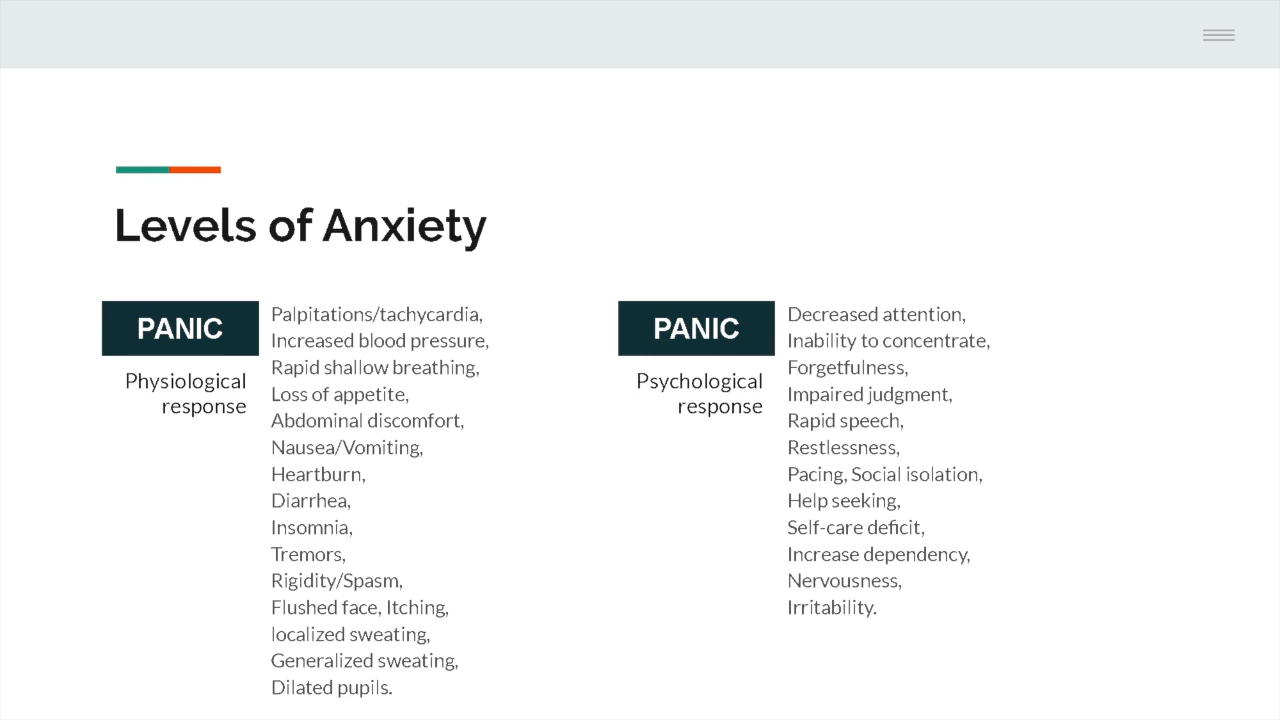 Levels of Anxiety
PANIC
Physiological
response
Palpitations/tachycardia,
Increased blood pressure,
Rapid shallow breathing,
Loss of appetite,
Abdominal discomfort,
Nausea/Vomiting,
Heartburn,
Diarrhea,
Insomnia,
Tremors,
Rigidity/Spasm,
Flushed face, Itching,
localized sweating,
Generalized sweating,
Dilated pupils.
PANIC
Psychological
response
Decreased attention,
Inability to concentrate,
Forgetfulness,
Impaired judgment,
Rapid speech,
Restlessness,
Pacing, Social isolation,
Help seeking,
Self-care deficit,
Increase dependency,
Nervousness,
Irritability.